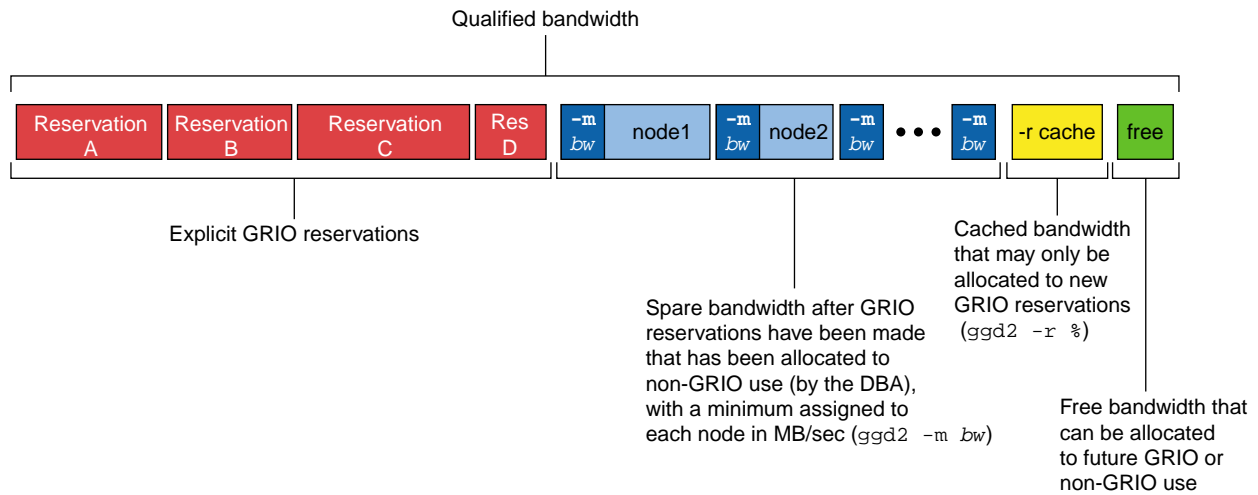 Qualified bandwidth
Reservation
A
Reservation
B
Reservation
C
Res
D
-m
bw
node1
-m
bw
node2
-m
bw
-m
bw
-r cache
free
Explicit GRIO reservations
Spare bandwidth after GRIO
reservations have been made
that has been allocated to
non-GRIO use (by the DBA),
with a minimum assigned to
each node in MB/sec (ggd2 -m bw)
Cached bandwidth
that may only be
allocated to new
GRIO reservations
(ggd2 -r %)
Free bandwidth that
can be allocated
to future GRIO or
non-GRIO use